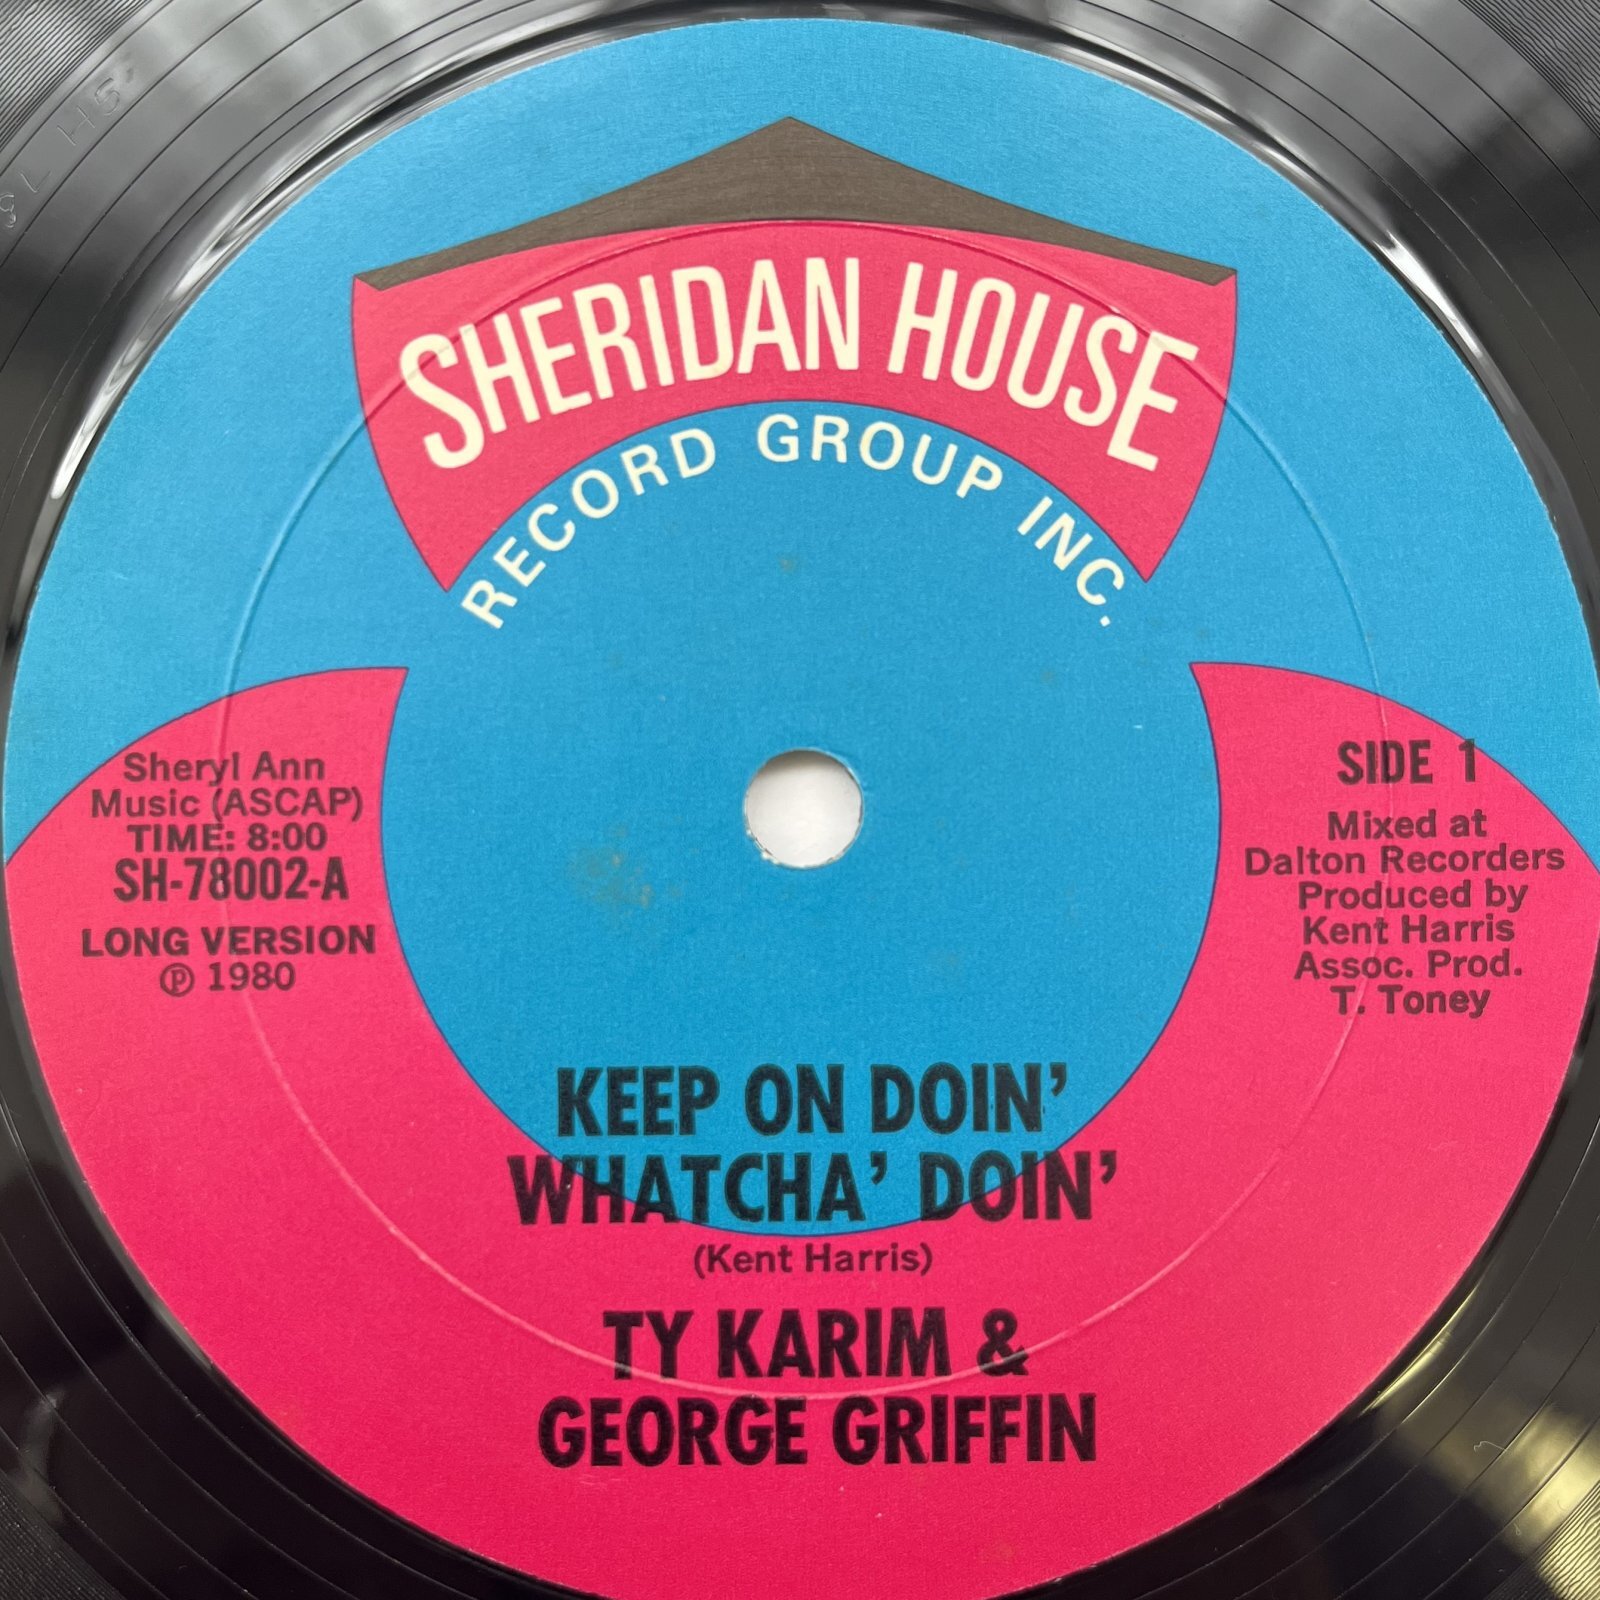 SHERIDAN HOUSE
RECORD GROUP INC.
Sheryl Ann
Music (ASCAP)
TIME: 8:00
SH-78002-A
LONG VERSION
℗ 1980
SIDE 1
Mixed at
Dalton Recorders
Produced by
Kent Harris
Assoc. Prod.
T. Toney
KEEP ON DOIN'
WHATCHA' DOIN'
(Kent Harris)
TY KARIM &
GEORGE GRIFFIN